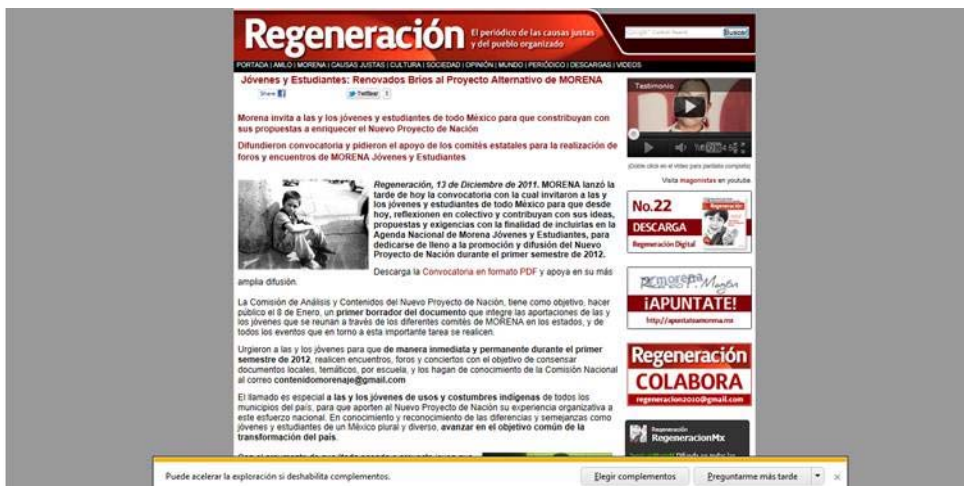 Regeneración
El periódico de las causas justas
y del pueblo organizado
Buscar
PORTADA | AMLO | MORENA | CAUSAS JUSTAS | CULTURA | SOCIEDAD | OPINIÓN | MUNDO | PERIÓDICO | DESCARGAS | VIDEOS
Jóvenes y Estudiantes: Renovados Bríos al Proyecto Alternativo de MORENA
Share
Twittear
Morena invita a las y los jóvenes y estudiantes de todo México para que constribuyan con
sus propuestas a enriquecer el Nuevo Proyecto de Nación
Difundieron convocatoria y pidieron el apoyo de los comités estatales para la realización de
foros y encuentros de MORENA Jóvenes y Estudiantes
Regeneración, 13 de Diciembre de 2011. MORENA lanzó la
tarde de hoy la convocatoria con la cual invitaron a las y
los jóvenes y estudiantes de todo México para que desde
hoy, reflexionen en colectivo y contribuyan con sus ideas,
propuestas y exigencias con la finalidad de incluirlas en la
Agenda Nacional de Morena Jóvenes y Estudiantes, para
dedicarse de lleno a la promoción y difusión del Nuevo
Proyecto de Nación durante el primer semestre de 2012.
Descarga la Convocatoria en formato PDF y apoya en su más
amplia difusión.
La Comisión de Análisis y Contenidos del Nuevo Proyecto de Nación, tiene como objetivo, hacer
público el 8 de Enero, un primer borrador del documento que integre las aportaciones de las y
los jóvenes que se reunan a través de los diferentes comités de MORENA en los estados, y de
todos los eventos que en torno a esta importante tarea se realicen.
Urgieron a las y los jóvenes para que de manera inmediata y permanente durante el primer
semestre de 2012, realicen encuentros, foros y conciertos con el objetivo de consensar
documentos locales, temáticos, por escuela, y los hagan de conocimiento de la Comisión Nacional
al correo contenidomorenaje@gmail.com
El llamado es especial a las y los jóvenes de usos y costumbres indígenas de todos los
municipios del país, para que aporten al Nuevo Proyecto de Nación su experiencia organizativa a
este esfuerzo nacional. En conocimiento y reconocimiento de las diferencias y semejanzas como
jóvenes y estudiantes de un México plural y diverso, avanzar en el objetivo común de la
transformación del país.
Testimonio
(Doble click en el video para pantalla completa)
Visita magonistas en youtube.
No.22
DESCARGA
Regeneración Digital
Regeneración
morena
¡APUNTATE!
http://apuntateamorena.mx
Regeneración
COLABORA
regeneracion2010@gmail.com
Regeneración
RegeneracionMx
Puede acelerar la exploración si deshabilita complementos.
Elegir complementos
Preguntarme más tarde